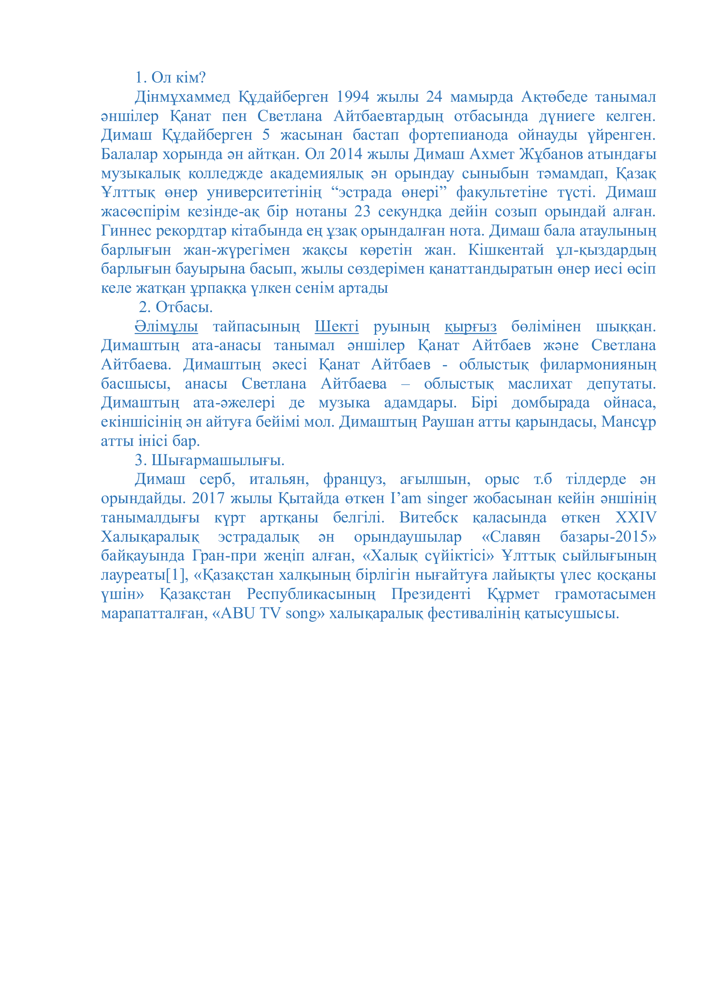 1. Ол кім?
Дінмұхаммед Құдайберген 1994 жылы 24 мамырда Ақтөбеде танымал
әншілер Қанат пен Светлана Айтбаевтардың отбасында дүниеге келген.
Димаш Құдайберген 5 жасынан бастап фортепианода ойнауды үйренген.
Балалар хорында ән айтқан. Ол 2014 жылы Димаш Ахмет Жұбанов атындағы
музыкалық колледжде академиялық ән орындау сыныбын тәмамдап, Қазақ
Ұлттық өнер университетінің “эстрада өнері” факультетіне түсті. Димаш
жасөспірім кезінде-ақ бір нотаны 23 секундқа дейін созып орындай алған.
Гиннес рекордтар кітабында ең ұзақ орындалған нота. Димаш бала атаулының
барлығын жан-жүрегімен жақсы көретін жан. Кішкентай ұл-қыздардың
барлығын бауырына басып, жылы сөздерімен қанаттандыратын өнер иесі өсіп
келе жатқан ұрпаққа үлкен сенім артады
2. Отбасы.
Әлімұлы тайпасының Шекті руының қырғыз бөлімінен шыққан.
Димаштың ата-анасы танымал әншілер Қанат Айтбаев және Светлана
Айтбаева. Димаштың әкесі Қанат Айтбаев - облыстық филармонияның
басшысы, анасы Светлана Айтбаева – облыстық маслихат депутаты.
Димаштың ата-әжелері де музыка адамдары. Бірі домбырада ойнаса,
екіншісінің ән айтуға бейімі мол. Димаштың Раушан атты қарындасы, Мансұр
атты інісі бар.
3. Шығармашылығы.
Димаш серб, итальян, француз, ағылшын, орыс т.б тілдерде ән
орындайды. 2017 жылы Қытайда өткен I’am singer жобасынан кейін әншінің
танымалдығы күрт артқаны белгілі. Витебск қаласында өткен XXIV
Халықаралық эстрадалық ән орындаушылар «Славян базары-2015»
байқауында Гран-при жеңіп алған, «Халық сүйіктісі» Ұлттық сыйлығының
лауреаты[1], «Қазақстан халқының бірлігін нығайтуға лайықты үлес қосқаны
үшін» Қазақстан Республикасының Президенті Құрмет грамотасымен
марапатталған, «ABU TV song» халықаралық фестивалінің қатысушысы.